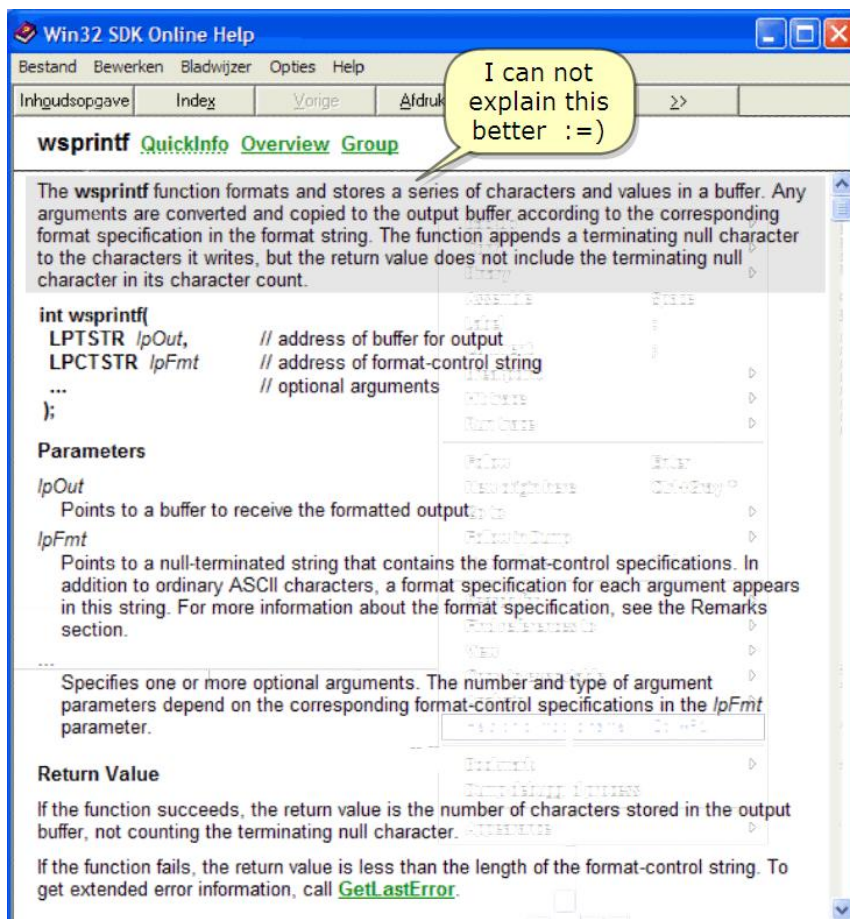 Win32 SDK Online Help
Bestand Bewerken Bladwijzer Opties Help
Inhoudsopgave Index Vorige Afdruk >>
I can not
explain this
better :=)
wsprintf QuickInfo Overview Group
The wsprintf function formats and stores a series of characters and values in a buffer. Any
arguments are converted and copied to the output buffer according to the corresponding
format specification in the format string. The function appends a terminating null character
to the characters it writes, but the return value does not include the terminating null
character in its character count.
int wsprintf(
LPTSTR lpOut, // address of buffer for output
LPCTSTR lpFmt // address of format-control string
... // optional arguments
);
Parameters
lpOut
Points to a buffer to receive the formatted output.
lpFmt
Points to a null-terminated string that contains the format-control specifications. In
addition to ordinary ASCII characters, a format specification for each argument appears
in this string. For more information about the format specification, see the Remarks
section.
...
Specifies one or more optional arguments. The number and type of argument
parameters depend on the corresponding format-control specifications in the lpFmt
parameter.
Return Value
If the function succeeds, the return value is the number of characters stored in the output
buffer, not counting the terminating null character.
If the function fails, the return value is less than the length of the format-control string. To
get extended error information, call GetLastError.